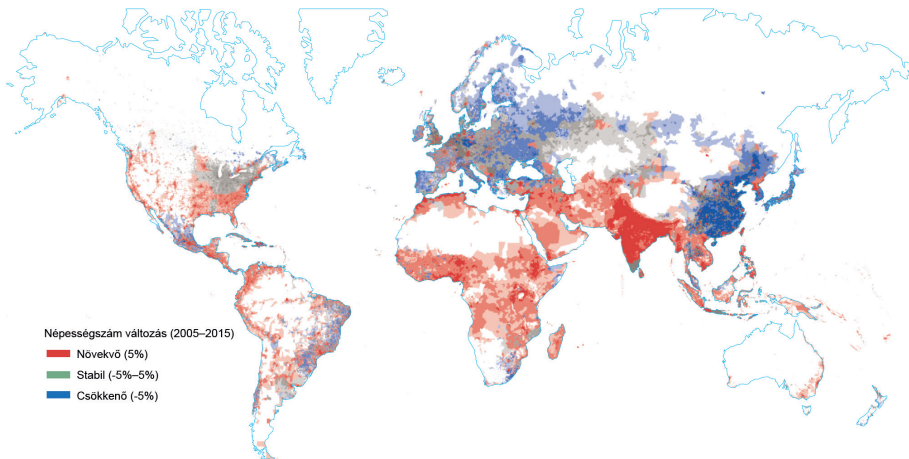 Népességszám változás (2005–2015)
Növekvő (5%)
Stabil (-5%–5%)
Csökkenő (-5%)